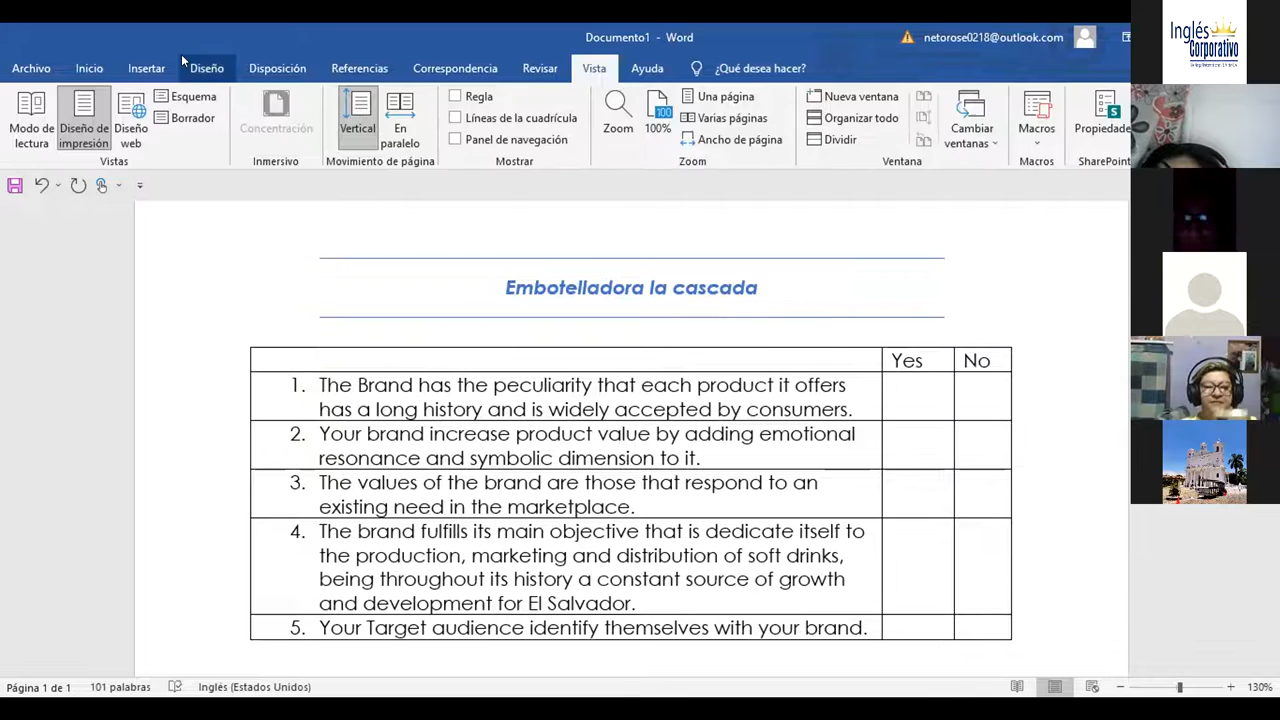 Documento1 - Word
netorose0218@outlook.com
Archivo Inicio Insertar Diseño Disposición Referencias Correspondencia Revisar Vista Ayuda ¿Qué desea hacer?
Modo de lectura
Diseño de impresión
Diseño web
Esquema
Borrador
Vistas
Concentración
Inmersivo
Vertical
En paralelo
Movimiento de página
Regla
Líneas de la cuadrícula
Panel de navegación
Mostrar
Zoom
100
100%
Una página
Varias páginas
Ancho de página
Zoom
Nueva ventana
Organizar todo
Dividir
Cambiar ventanas
Ventana
Macros
Macros
S
Propiedade
SharePoint
Embotelladora la cascada
Yes No
1. The Brand has the peculiarity that each product it offers
has a long history and is widely accepted by consumers.
2. Your brand increase product value by adding emotional
resonance and symbolic dimension to it.
3. The values of the brand are those that respond to an
existing need in the marketplace.
4. The brand fulfills its main objective that is dedicate itself to
the production, marketing and distribution of soft drinks,
being throughout its history a constant source of growth
and development for El Salvador.
5. Your Target audience identify themselves with your brand.
Página 1 de 1 101 palabras Inglés (Estados Unidos) 130%
Inglés
Corporativo